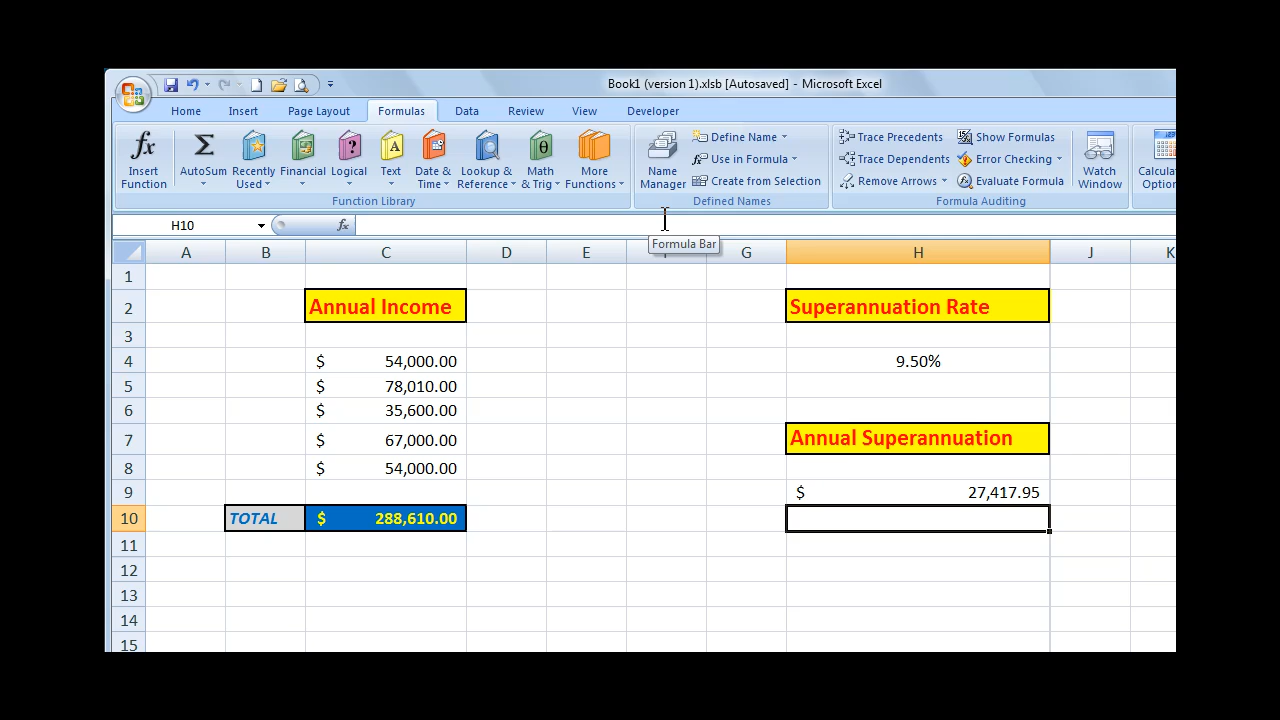 Book1 (version 1).xlsb [Autosaved] - Microsoft Excel
Home Insert Page Layout Formulas Data Review View Developer
fx Insert Function
Σ AutoSum
Recently Used
Financial
Logical
Text
Date & Time
Lookup & Reference
Math & Trig
More Functions
Function Library
Name Manager
Define Name
Use in Formula
Create from Selection
Defined Names
Trace Precedents
Trace Dependents
Remove Arrows
Show Formulas
Error Checking
Evaluate Formula
Formula Auditing
Watch Window
H10 fx
Formula Bar
A B C D E G H J K
1
2 Annual Income Superannuation Rate
3
4 $ 54,000.00 9.50%
5 $ 78,010.00
6 $ 35,600.00
7 $ 67,000.00 Annual Superannuation
8 $ 54,000.00
9 $ 27,417.95
10 TOTAL $ 288,610.00
11
12
13
14
15